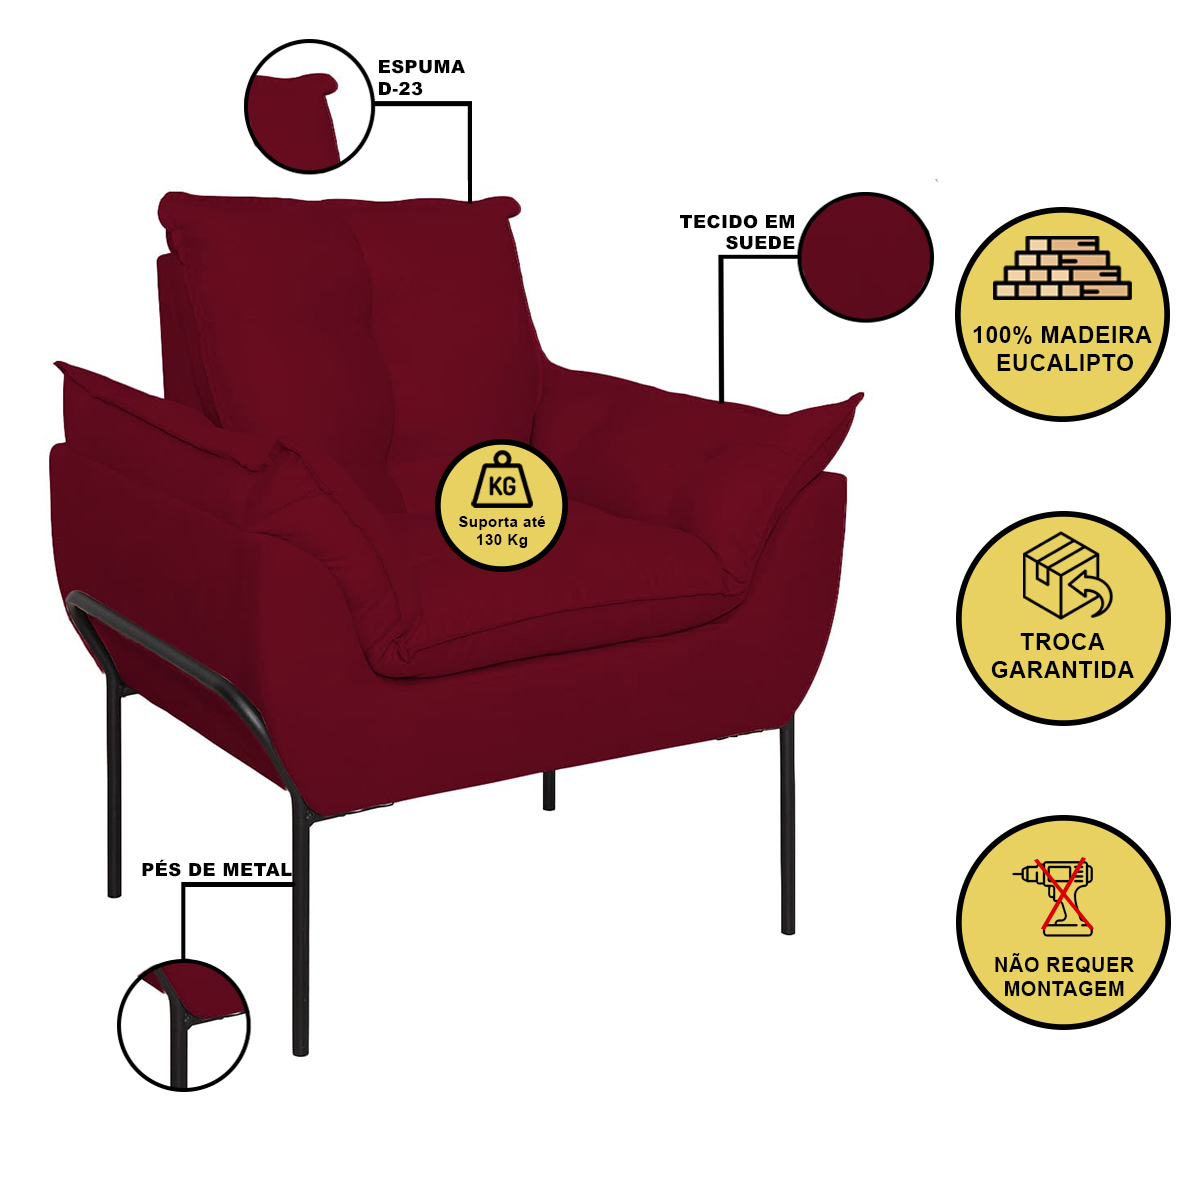 ESPUMA
D-23
TECIDO EM
SUEDE
100% MADEIRA
EUCALIPTO
KG
Suporta até
130 Kg
TROCA
GARANTIDA
PÉS DE METAL
NÃO REQUER
MONTAGEM